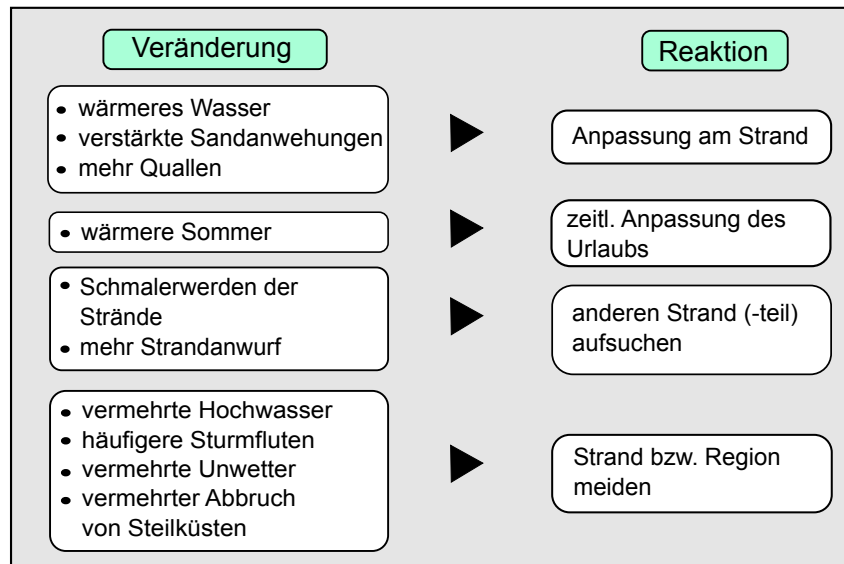 Veränderung
Reaktion
• wärmeres Wasser
• verstärkte Sandanwehungen
• mehr Quallen
Anpassung am Strand
• wärmere Sommer
zeitl. Anpassung des
Urlaubs
• Schmalerwerden der
Strände
• mehr Strandanwurf
anderen Strand (-teil)
aufsuchen
• vermehrte Hochwasser
• häufigere Sturmfluten
• vermehrte Unwetter
• vermehrter Abbruch
von Steilküsten
Strand bzw. Region
meiden